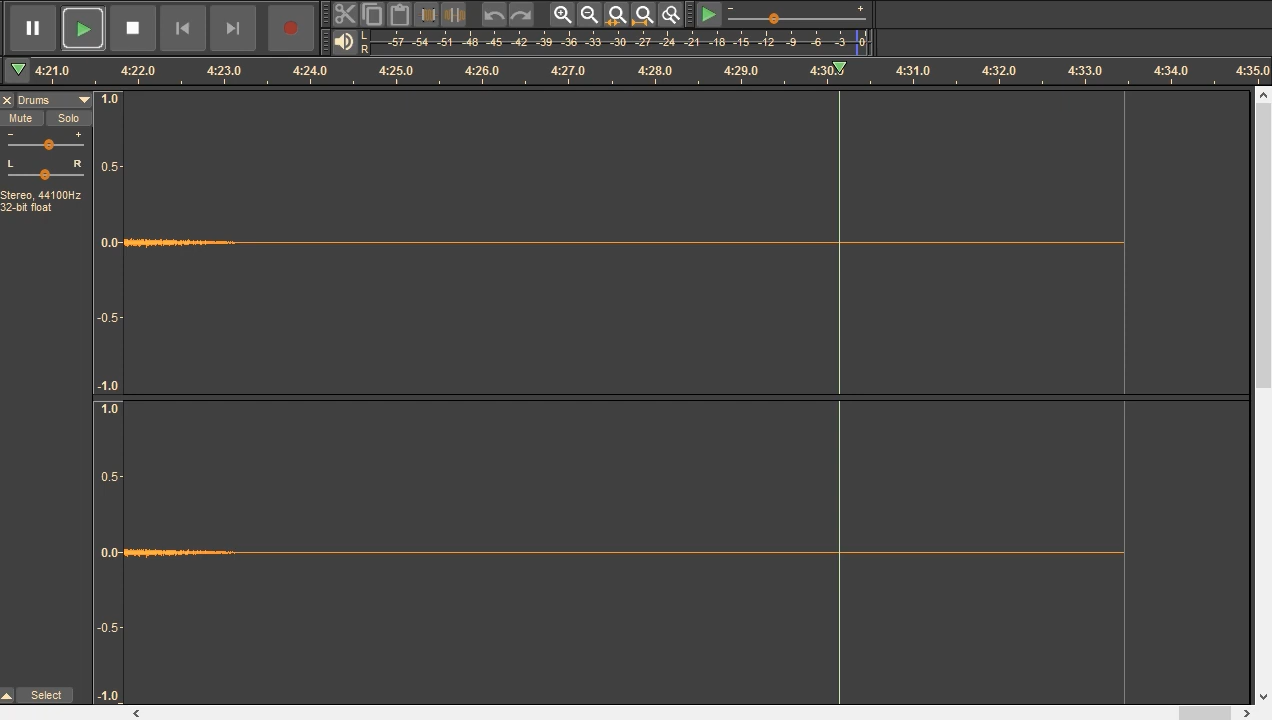 L
R
- +
-57 -54 -51 -48 -45 -42 -39 -36 -33 -30 -27 -24 -21 -18 -15 -12 -9 -6 -3 0
4:21.0 4:22.0 4:23.0 4:24.0 4:25.0 4:26.0 4:27.0 4:28.0 4:29.0 4:30.0 4:31.0 4:32.0 4:33.0 4:34.0 4:35.0
Drums
Mute Solo
- +
L R
Stereo, 44100Hz
32-bit float
1.0
0.5-
0.0-
-0.5-
-1.0
1.0
0.5-
0.0-
-0.5-
-1.0
Select